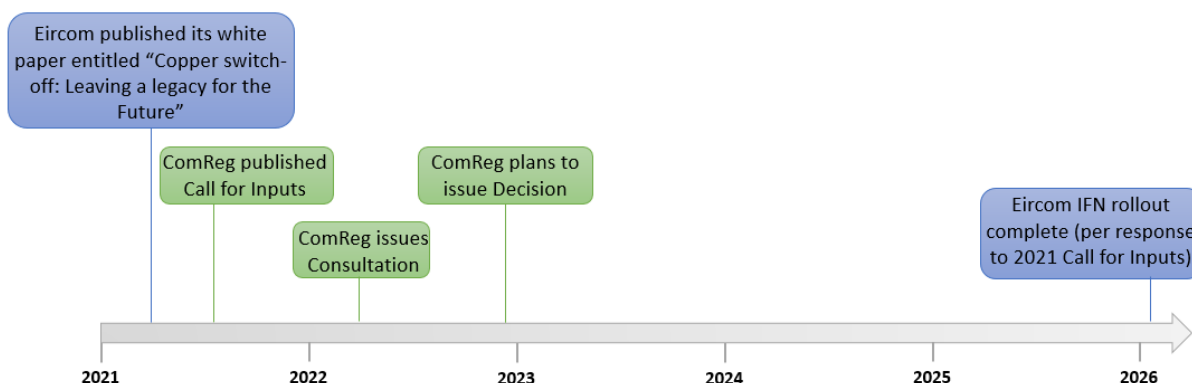 Eircom published its white
paper entitled “Copper switch-
off: Leaving a legacy for the
Future”
ComReg published
Call for Inputs
ComReg issues
Consultation
ComReg plans to
issue Decision
Eircom IFN rollout
complete (per response
to 2021 Call for Inputs)
2021
2022
2023
2024
2025
2026